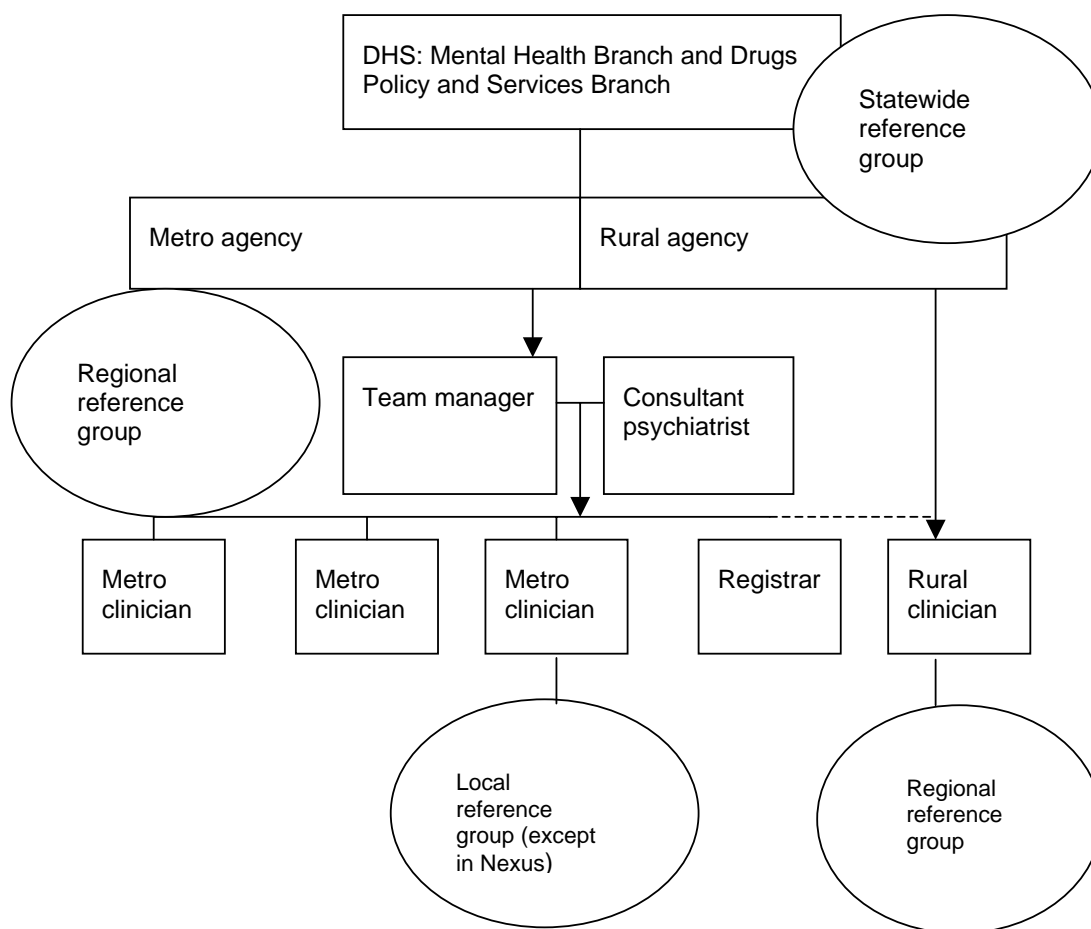 DHS: Mental Health Branch and Drugs
Policy and Services Branch
Statewide
reference
group
Metro agency
Rural agency
Regional
reference
group
Team manager
Consultant
psychiatrist
Metro
clinician
Metro
clinician
Metro
clinician
Registrar
Rural
clinician
Local
reference
group (except
in Nexus)
Regional
reference
group